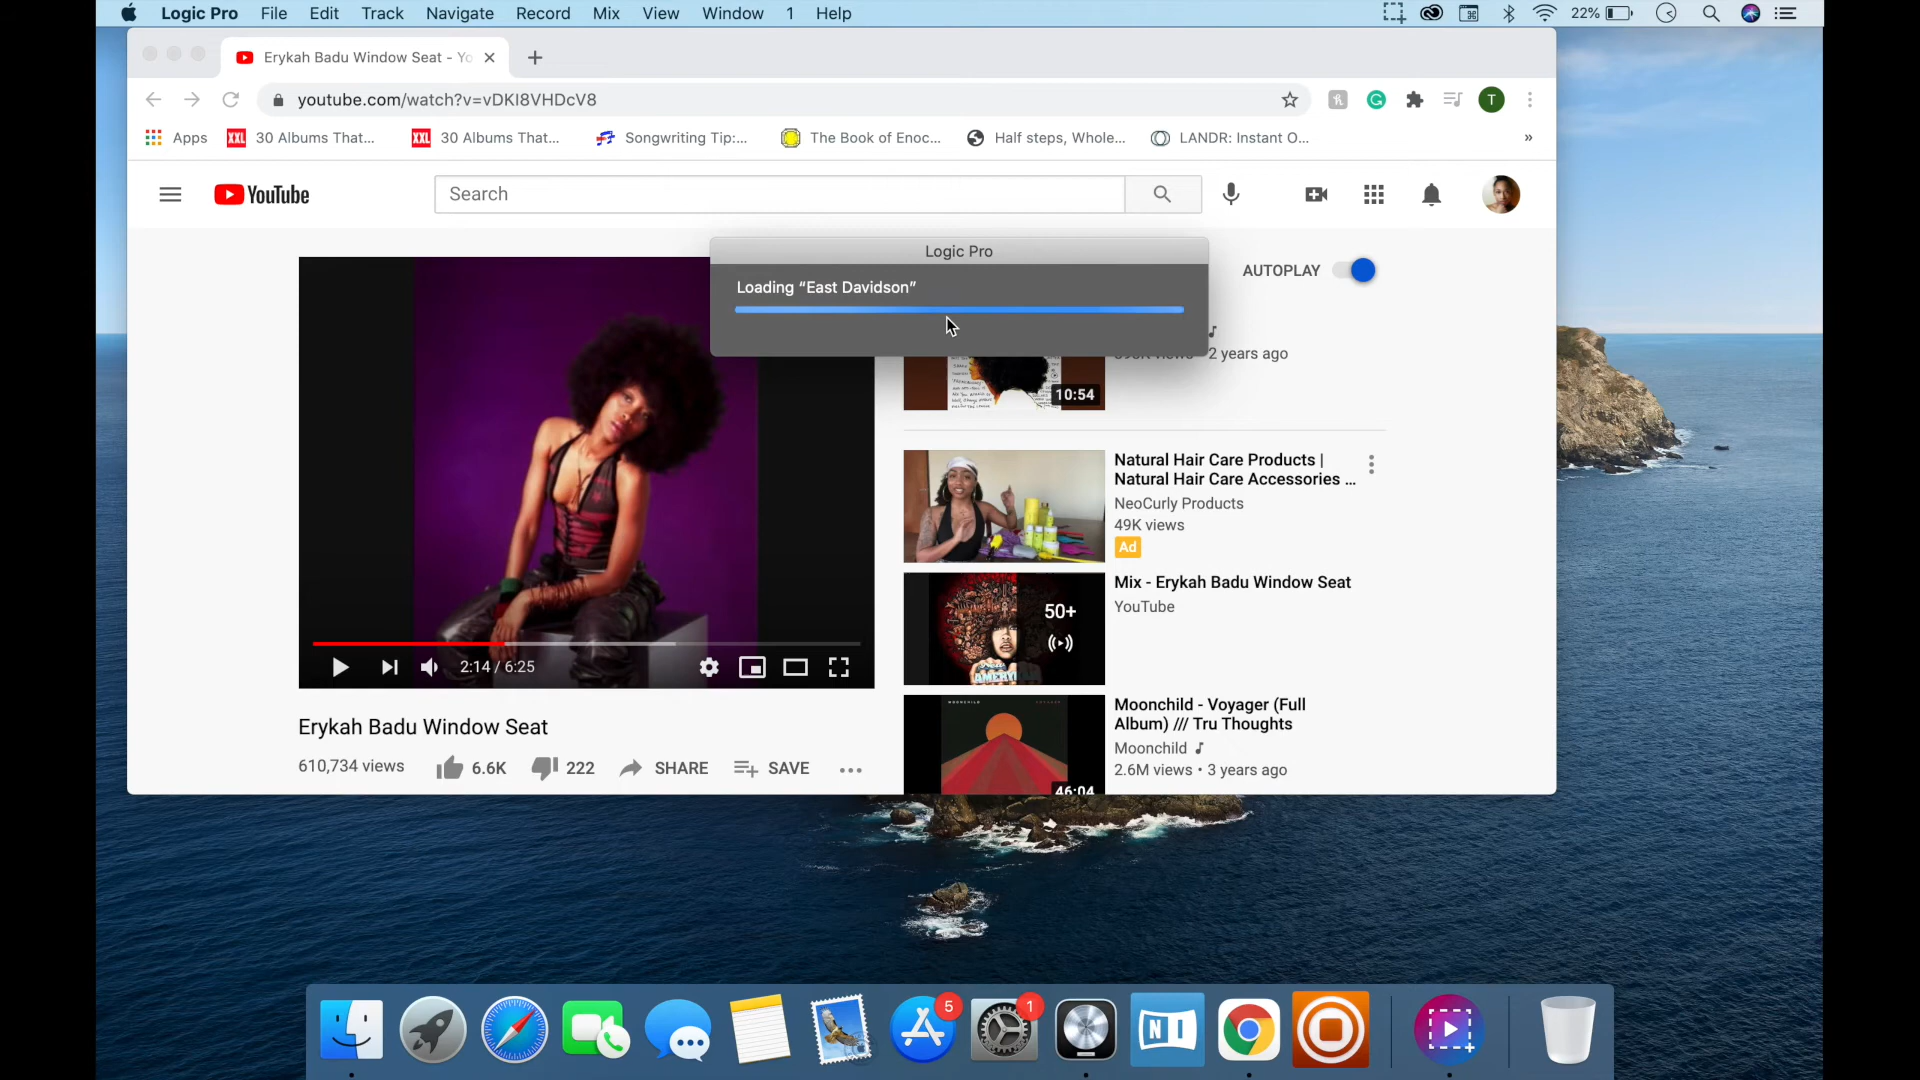 Logic Pro File Edit Track Navigate Record Mix View Window 1 Help 22%
Erykah Badu Window Seat - Yo
youtube.com/watch?v=vDKI8VHDcV8 T
Apps XXL 30 Albums That... XXL 30 Albums That... Songwriting Tip:... The Book of Enoc... Half steps, Whole... LANDR: Instant O... »
YouTube Search
Logic Pro
Loading “East Davidson”
AUTOPLAY
2 years ago
10:54
Natural Hair Care Products |
Natural Hair Care Accessories ...
NeoCurly Products
49K views
Ad
Mix - Erykah Badu Window Seat
YouTube
50+
2:14 / 6:25
Moonchild - Voyager (Full
Album) /// Tru Thoughts
Moonchild
2.6M views • 3 years ago
46:04
MOONCHILD
Erykah Badu Window Seat
610,734 views 6.6K 222 SHARE SAVE
5 1 NI